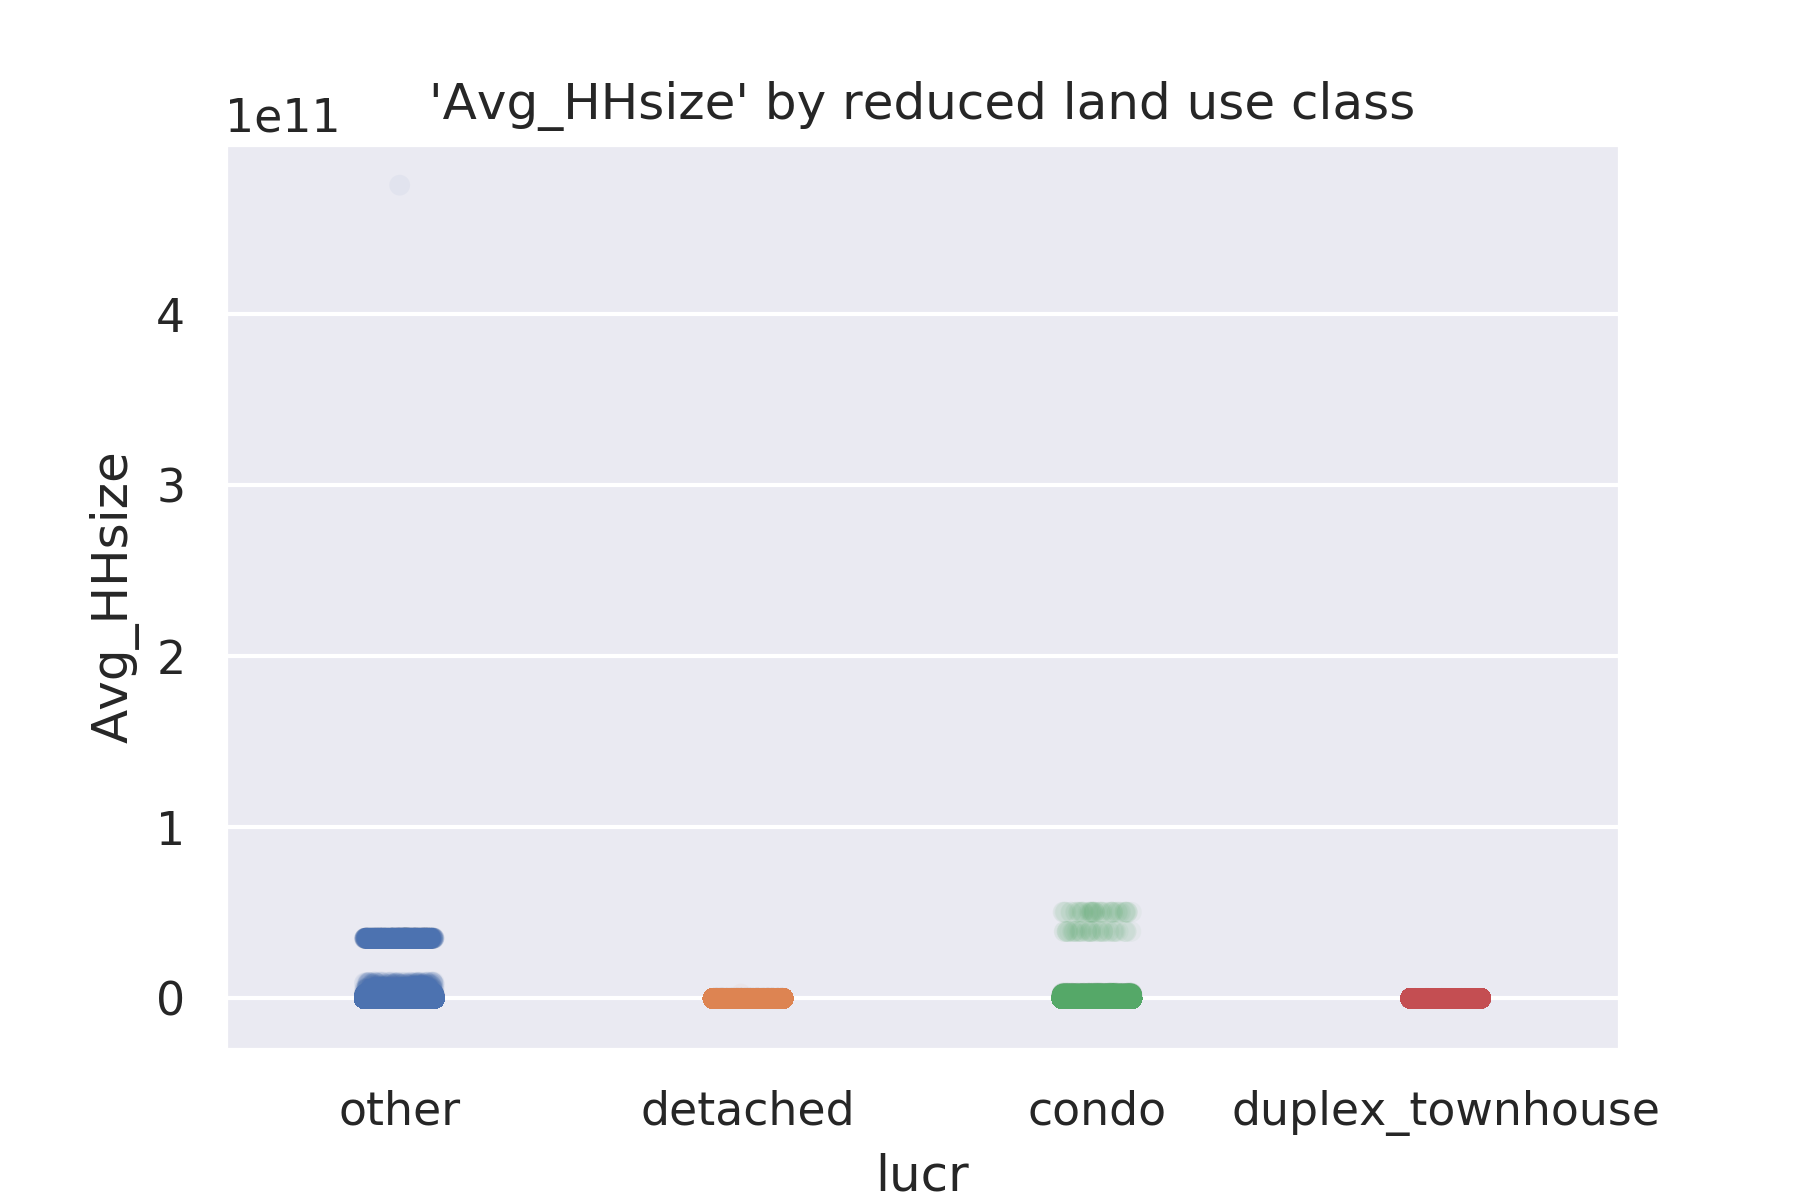 'Avg_HHsize' by reduced land use class
1e11
4
3
2
1
0
Avg_HHsize
other
detached
condo
duplex_townhouse
lucr